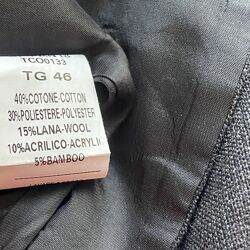 TCO0133
TG 46
40%COTONE-COTTON
30%POLIESTERE-POLYESTER
15%LANA-WOOL
10%ACRILICO-ACRYLIC
5%BAMBOO